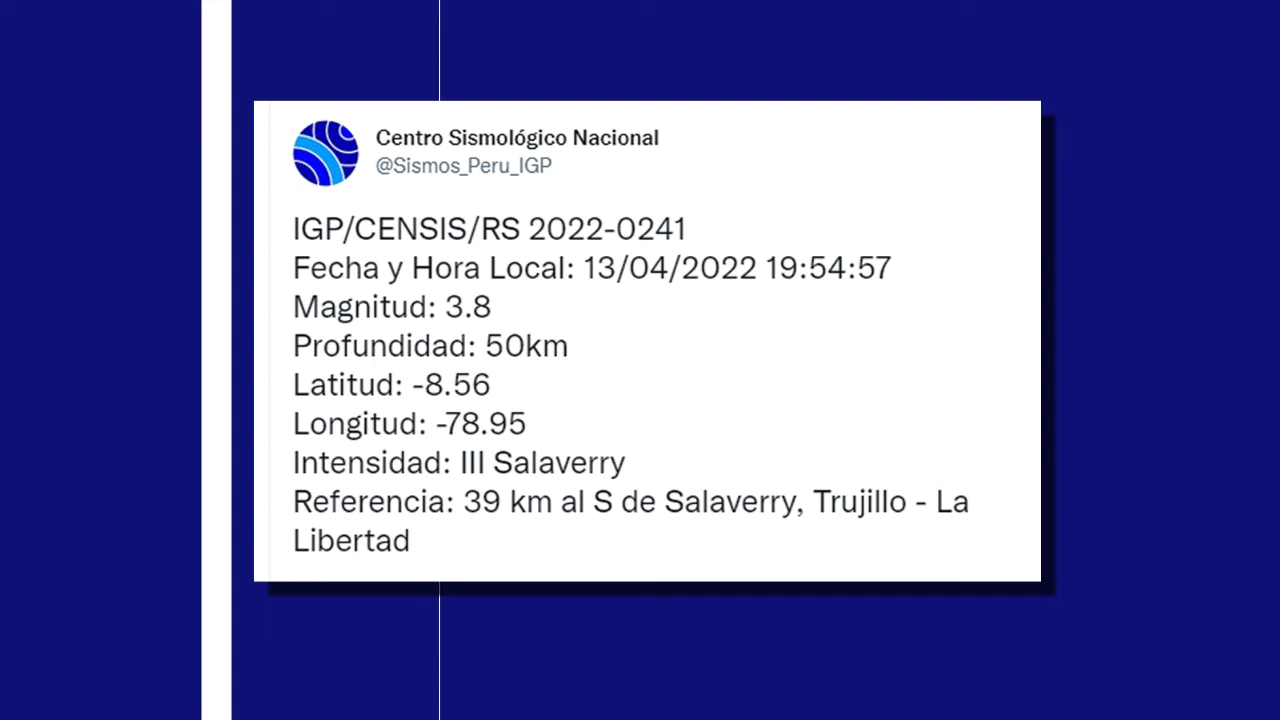 Centro Sismológico Nacional
@Sismos_Peru_IGP
IGP/CENSIS/RS 2022-0241
Fecha y Hora Local: 13/04/2022 19:54:57
Magnitud: 3.8
Profundidad: 50km
Latitud: -8.56
Longitud: -78.95
Intensidad: III Salaverry
Referencia: 39 km al S de Salaverry, Trujillo - La
Libertad